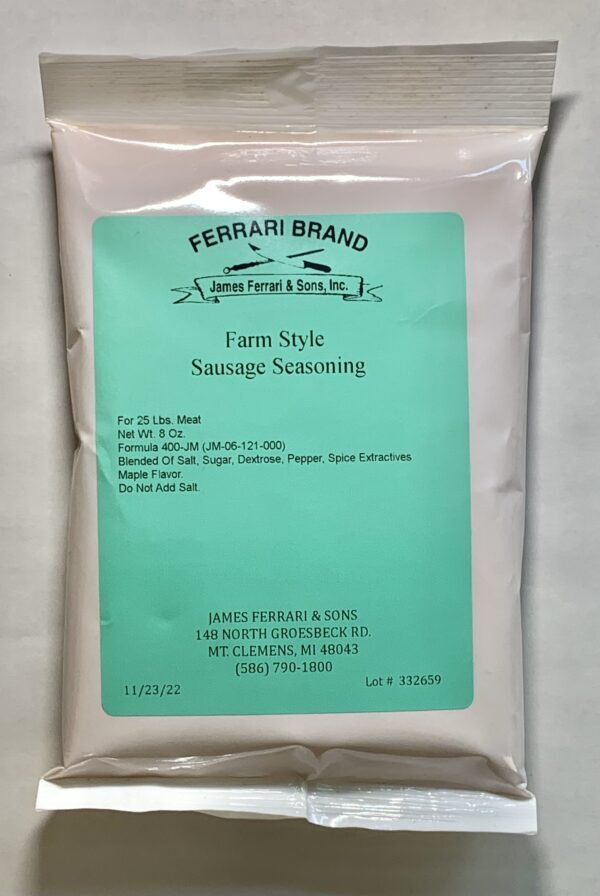 FERRARI BRAND
James Ferrari & Sons, Inc.
Farm Style
Sausage Seasoning
For 25 Lbs. Meat
Net Wt. 8 Oz.
Formula 400-JM (JM-06-121-000)
Blended Of Salt, Sugar, Dextrose, Pepper, Spice Extractives
Maple Flavor.
Do Not Add Salt.
JAMES FERRARI & SONS
148 NORTH GROESBECK RD.
MT. CLEMENS, MI 48043
(586) 790-1800
11/23/22
Lot # 332659